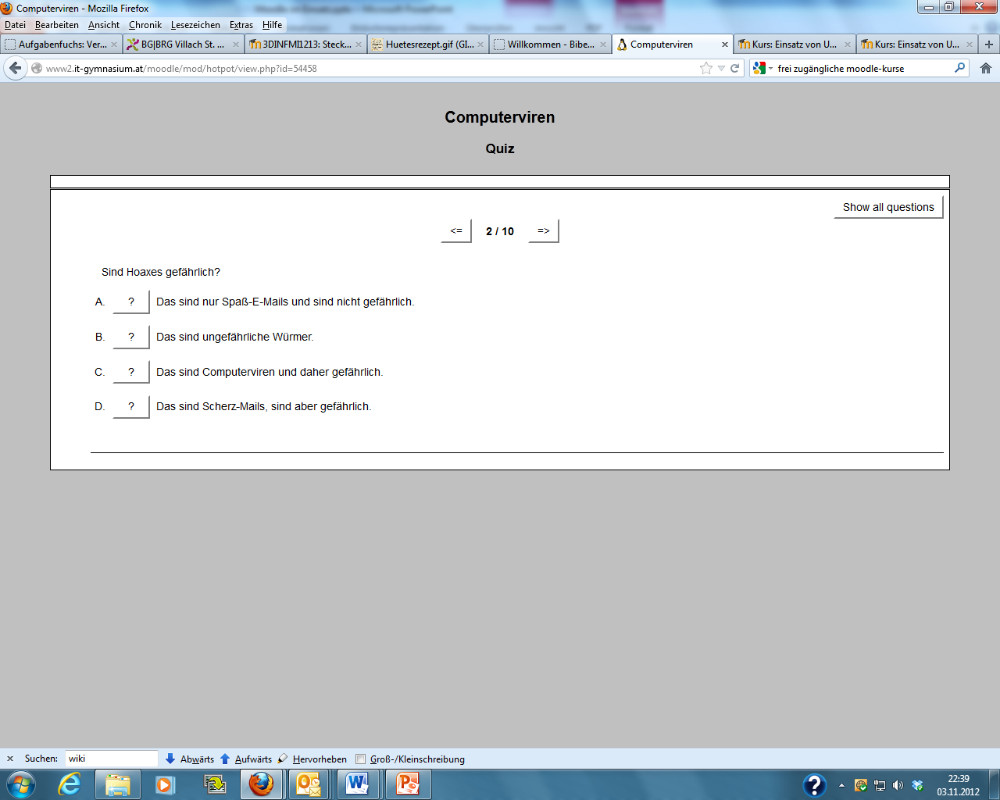 Computerviren - Mozilla Firefox
Datei Bearbeiten Ansicht Chronik Lesezeichen Extras Hilfe
Aufgabenfuchs: Ver... BG|BRG Villach St. ... 3DINFMI1213: Steck... Huetesrezept.gif (GI... Willkommen - Bibe... Computerviren Kurs: Einsatz von U... Kurs: Einsatz von U...
www2.it-gymnasium.at/moodle/mod/hotpot/view.php?id=54458 frei zugängliche moodle-kurse
Computerviren
Quiz
Show all questions
<= 2 / 10 =>
Sind Hoaxes gefährlich?
A. ? Das sind nur Spaß-E-Mails und sind nicht gefährlich.
B. ? Das sind ungefährliche Würmer.
C. ? Das sind Computerviren und daher gefährlich.
D. ? Das sind Scherz-Mails, sind aber gefährlich.
Suchen: wiki Abwärts Aufwärts Hervorheben Groß-/Kleinschreibung
22:39
03.11.2012